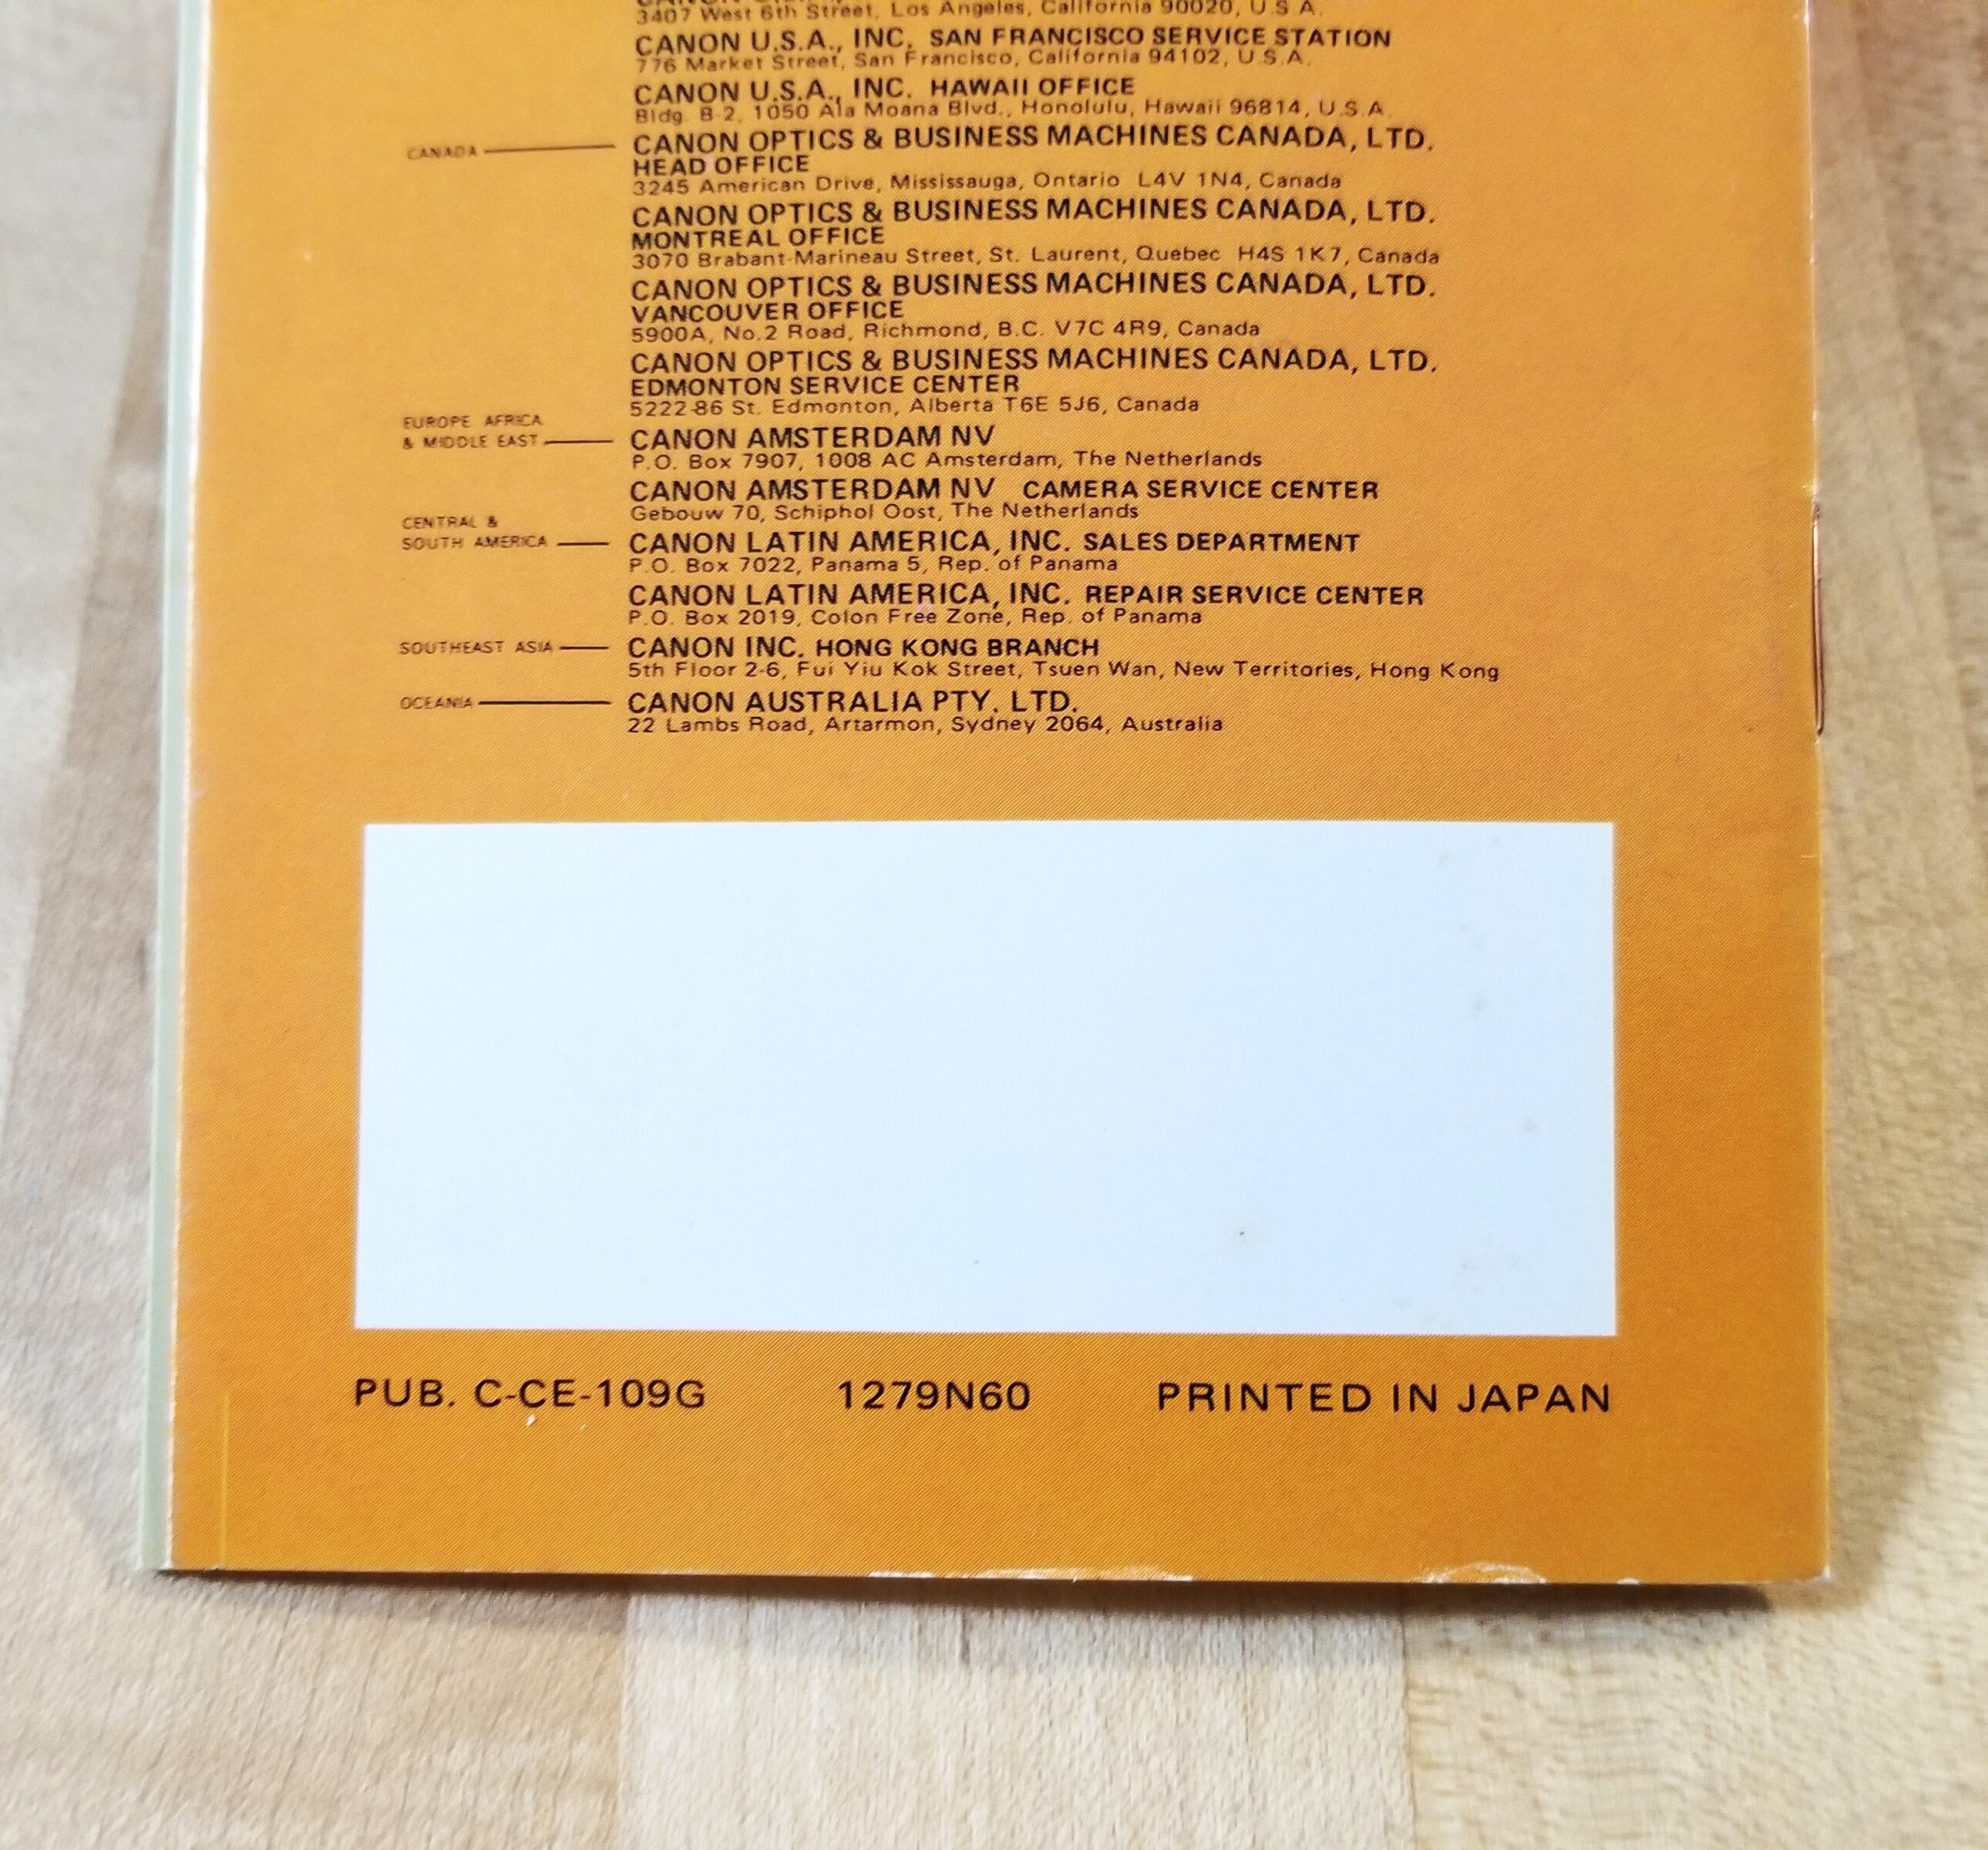 3407 West 6th Street, Los Angeles, California 90020, U.S.A.
CANON U.S.A., INC. SAN FRANCISCO SERVICE STATION
776 Market Street, San Francisco, California 94102, U.S.A.
CANON U.S.A., INC. HAWAII OFFICE
Bldg. B-2, 1050 Ala Moana Blvd., Honolulu, Hawaii 96814, U.S.A.
CANADA
CANON OPTICS & BUSINESS MACHINES CANADA, LTD.
HEAD OFFICE
3245 American Drive, Mississauga, Ontario L4V 1N4, Canada
CANON OPTICS & BUSINESS MACHINES CANADA, LTD.
MONTREAL OFFICE
3070 Brabant-Marineau Street, St. Laurent, Quebec H4S 1K7, Canada
CANON OPTICS & BUSINESS MACHINES CANADA, LTD.
VANCOUVER OFFICE
5900A, No.2 Road, Richmond, B.C. V7C 4R9, Canada
CANON OPTICS & BUSINESS MACHINES CANADA, LTD.
EDMONTON SERVICE CENTER
5222-86 St. Edmonton, Alberta T6E 5J6, Canada
EUROPE AFRICA
& MIDDLE EAST
CANON AMSTERDAM NV
P.O. Box 7907, 1008 AC Amsterdam, The Netherlands
CANON AMSTERDAM NV CAMERA SERVICE CENTER
Gebouw 70, Schiphol Oost, The Netherlands
CENTRAL &
SOUTH AMERICA
CANON LATIN AMERICA, INC. SALES DEPARTMENT
P.O. Box 7022, Panama 5, Rep. of Panama
CANON LATIN AMERICA, INC. REPAIR SERVICE CENTER
P.O. Box 2019, Colon Free Zone, Rep. of Panama
SOUTHEAST ASIA
CANON INC. HONG KONG BRANCH
5th Floor 2-6, Fui Yiu Kok Street, Tsuen Wan, New Territories, Hong Kong
OCEANIA
CANON AUSTRALIA PTY. LTD.
22 Lambs Road, Artarmon, Sydney 2064, Australia
PUB. C-CE-109G 1279N60 PRINTED IN JAPAN